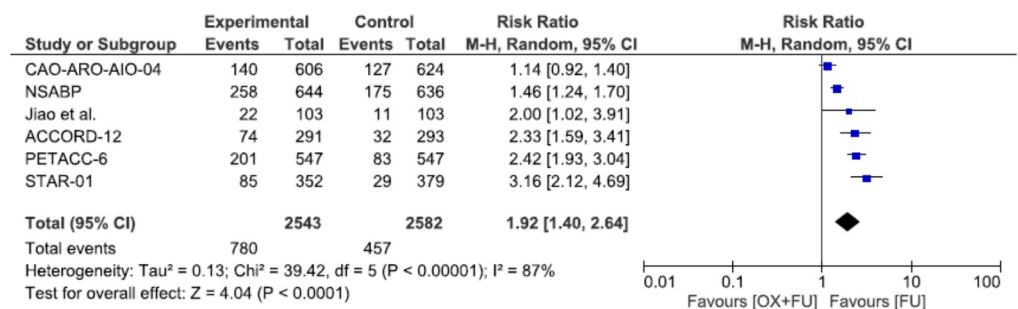 Experimental Control Risk Ratio Risk Ratio
Study or Subgroup Events Total Events Total M-H, Random, 95% CI M-H, Random, 95% CI
CAO-ARO-AIO-04 140 606 127 624 1.14 [0.92, 1.40]
NSABP 258 644 175 636 1.46 [1.24, 1.70]
Jiao et al. 22 103 11 103 2.00 [1.02, 3.91]
ACCORD-12 74 291 32 293 2.33 [1.59, 3.41]
PETACC-6 201 547 83 547 2.42 [1.93, 3.04]
STAR-01 85 352 29 379 3.16 [2.12, 4.69]
Total (95% CI) 2543 2582 1.92 [1.40, 2.64]
Total events 780 457
Heterogeneity: Tau² = 0.13; Chi² = 39.42, df = 5 (P < 0.00001); I² = 87%
Test for overall effect: Z = 4.04 (P < 0.0001)
0.01 0.1 1 10 100
Favours [OX+FU] Favours [FU]